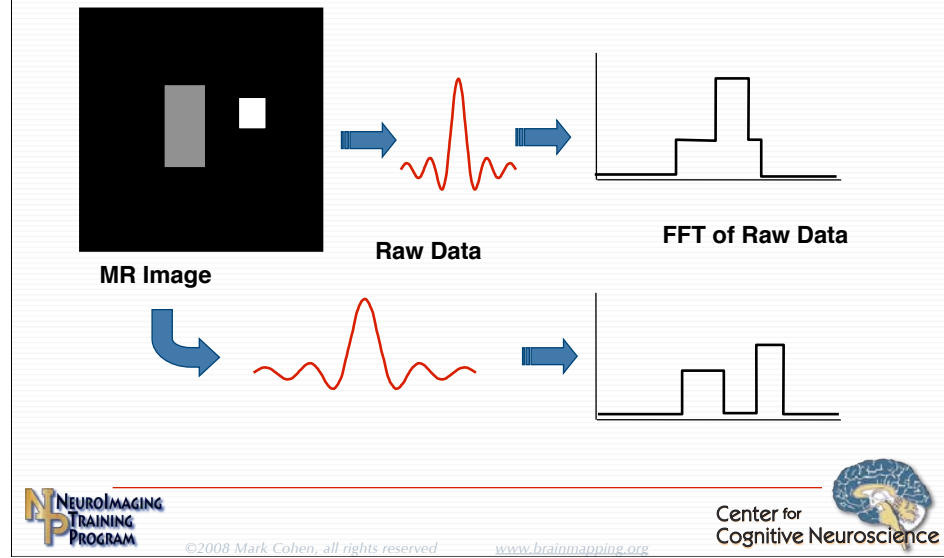 MR Image
Raw Data
FFT of Raw Data
NEUROIMAGING
TRAINING
PROGRAM
NTP
©2008 Mark Cohen, all rights reserved
www.brainmapping.org
Center for
Cognitive Neuroscience